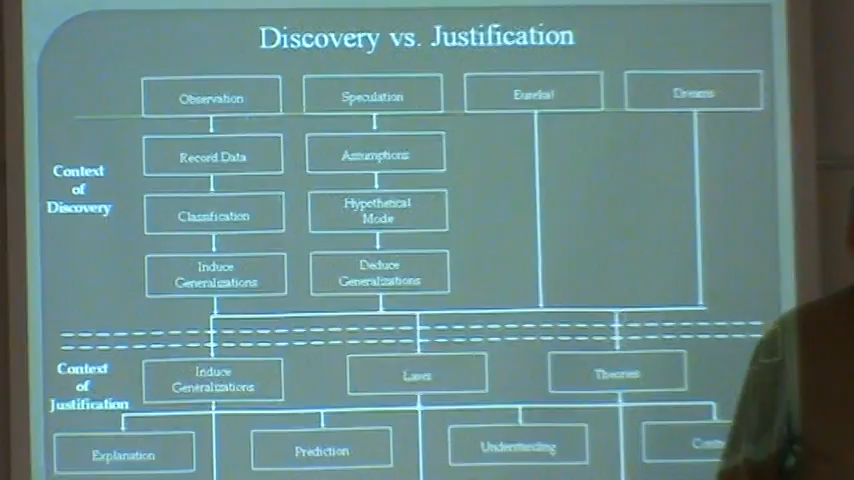 Discovery vs. Justification
Observation
Speculation
Eureka!
Dreams
Context
of
Discovery
Record Data
Assumptions
Classification
Hypothetical
Mode
Induce
Generalizations
Deduce
Generalizations
Context
of
Justification
Induce
Generalizations
Laws
Theories
Explanation
Prediction
Understanding